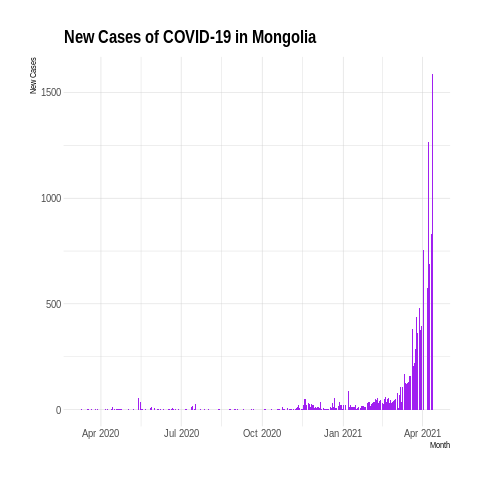 New Cases of COVID-19 in Mongolia
New Cases
1500
1000
500
0
Apr 2020
Jul 2020
Oct 2020
Jan 2021
Apr 2021
Month